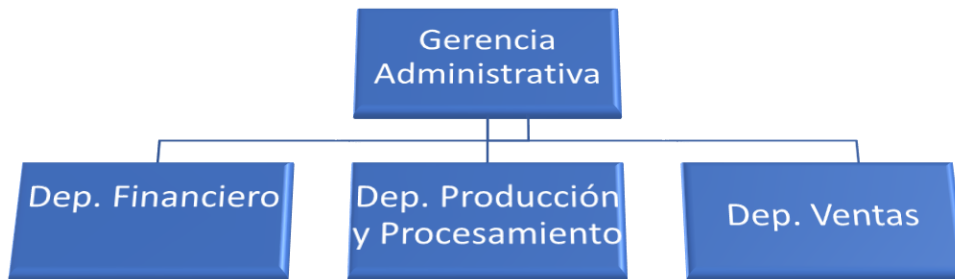 Gerencia
Administrativa
Dep. Financiero
Dep. Producción
y Procesamiento
Dep. Ventas